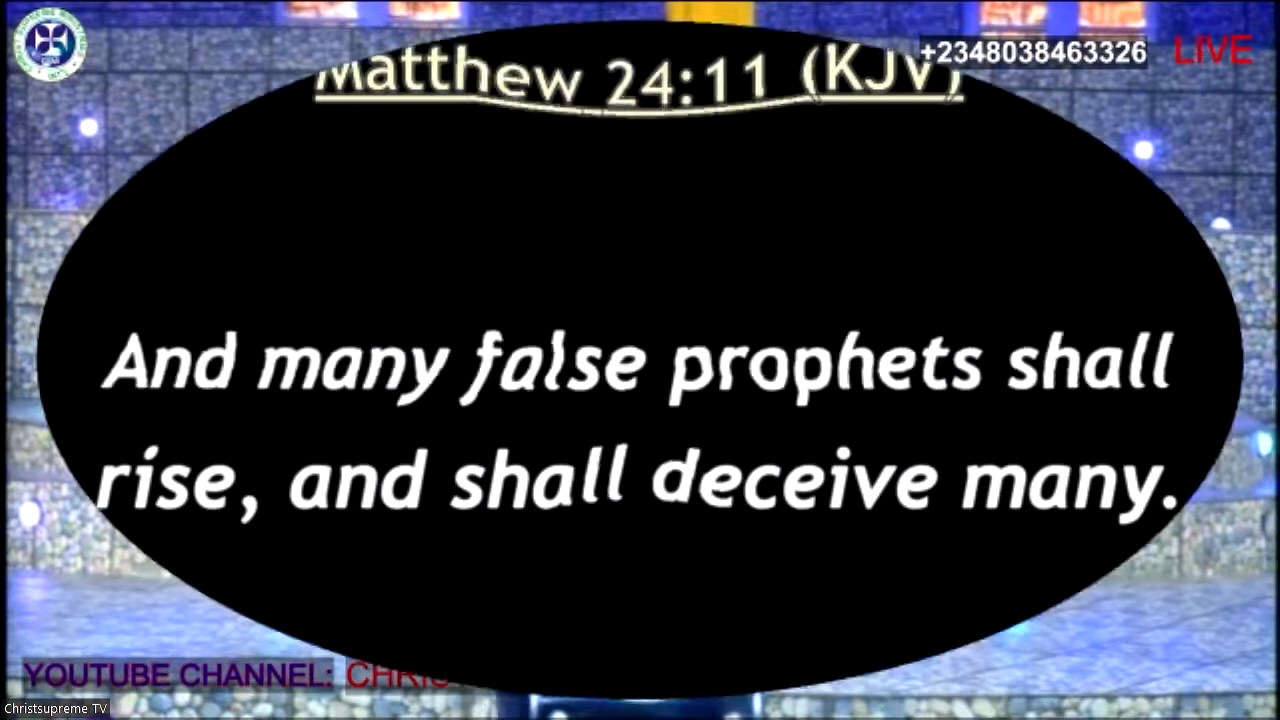 +2348038463326 LIVE
Matthew 24:11 (KJV)
And many false prophets shall
rise, and shall deceive many.
YOUTUBE CHANNEL:
Christsupreme TV